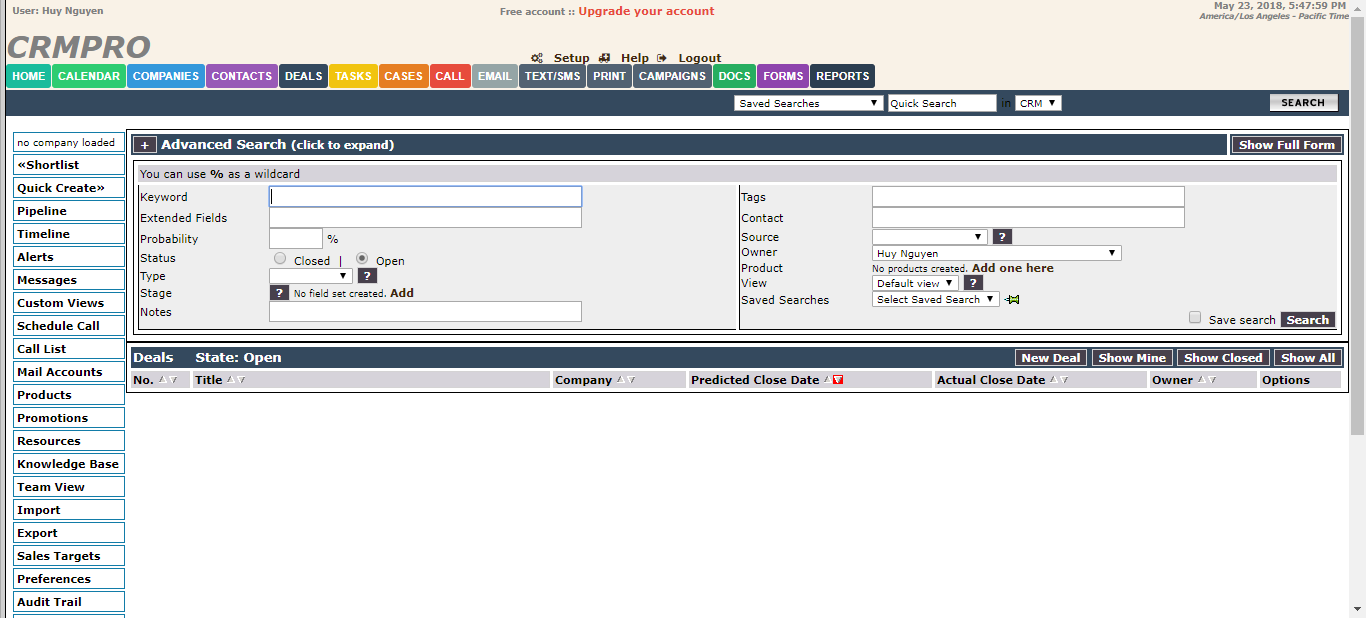 User: Huy Nguyen
Free account :: Upgrade your account
May 23, 2018, 5:47:59 PM
America/Los Angeles - Pacific Time
CRMPRO
Setup Help Logout
HOME CALENDAR COMPANIES CONTACTS DEALS TASKS CASES CALL EMAIL TEXT/SMS PRINT CAMPAIGNS DOCS FORMS REPORTS
Saved Searches Quick Search in CRM SEARCH
no company loaded
«Shortlist
Quick Create»
Pipeline
Timeline
Alerts
Messages
Custom Views
Schedule Call
Call List
Mail Accounts
Products
Promotions
Resources
Knowledge Base
Team View
Import
Export
Sales Targets
Preferences
Audit Trail
+ Advanced Search (click to expand) Show Full Form
You can use % as a wildcard
Keyword
Extended Fields
Probability %
Status Closed | Open
Type ?
Stage ? No field set created. Add
Notes
Tags
Contact
Source ?
Owner Huy Nguyen
Product No products created. Add one here
View Default view ?
Saved Searches Select Saved Search
Save search Search
Deals State: Open New Deal Show Mine Show Closed Show All
No. Title Company Predicted Close Date Actual Close Date Owner Options